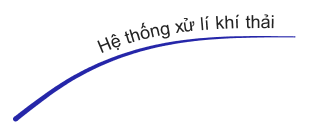 Hệ thống xử lí khí thải